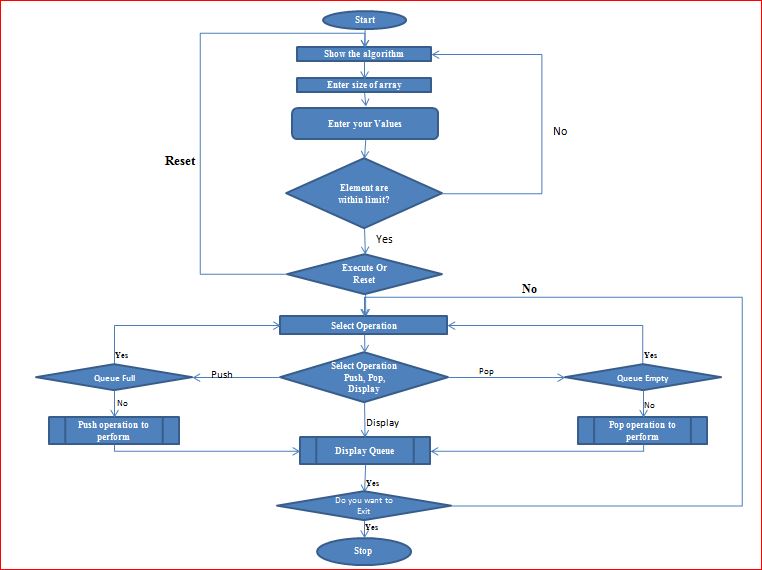 Start
Show the algorithm
Enter size of array
Enter your Values
No
Reset
Element are
within limit?
Yes
Execute Or
Reset
No
Select Operation
Yes
Yes
Select Operation
Push, Pop,
Display
Push
Pop
Queue Full
Queue Empty
No
No
Push operation to
perform
Display
Pop operation to
perform
Display Queue
Yes
Do you want to
Exit
Yes
Stop